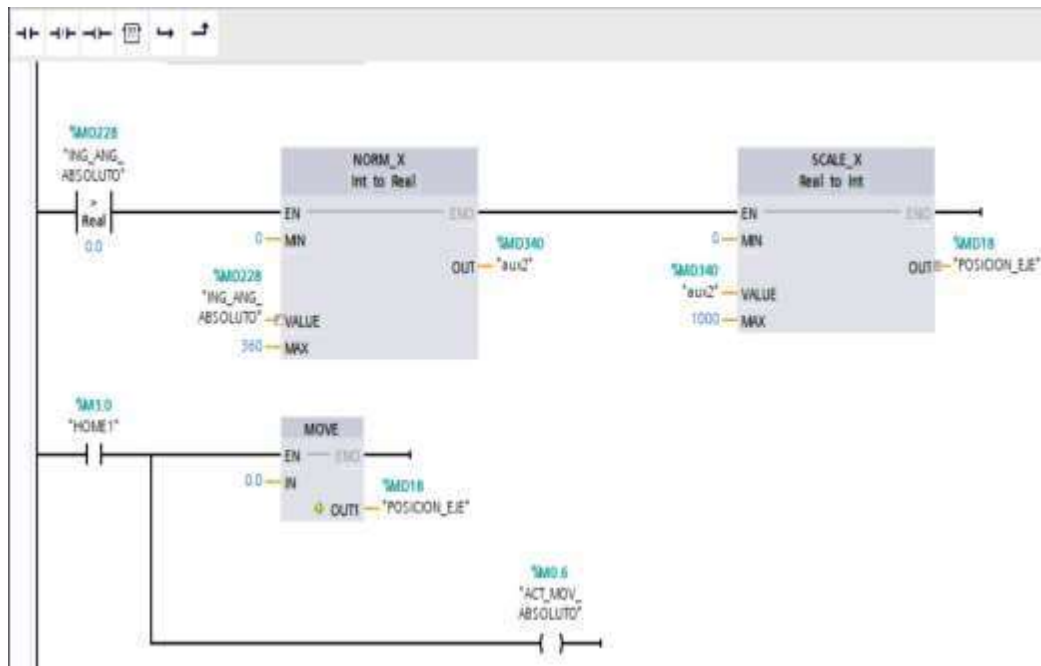 %MD228
"ING_ANG_
ABSOLUTO"
>
Real
0.0
NORM_X
Int to Real
EN
ENO
0
MIN
%MD228
"ING_ANG_
ABSOLUTO"
VALUE
360
MAX
OUT
%MD340
"aux2"
SCALE_X
Real to Int
EN
ENO
0
MIN
%MD340
"aux2"
VALUE
1000
MAX
OUT
%MD18
"POSICION_EJE"
%M3.0
"HOME1"
MOVE
EN
ENO
0.0
IN
OUT1
%MD18
"POSICION_EJE"
%M0.6
"ACT_MOV_
ABSOLUTO"